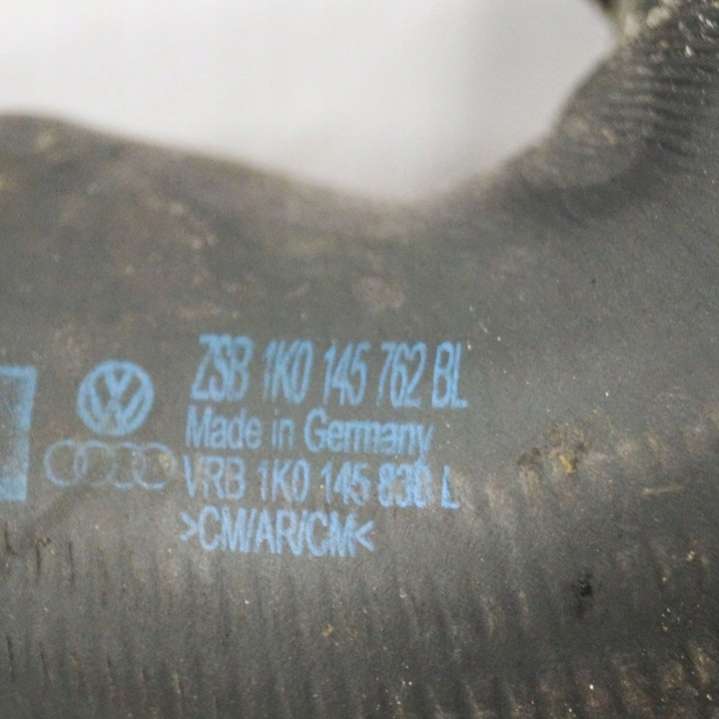 ZSB 1K0 145 762 BL
Made in Germany
VRB 1K0 145 838 L
>CM/AR/CM<